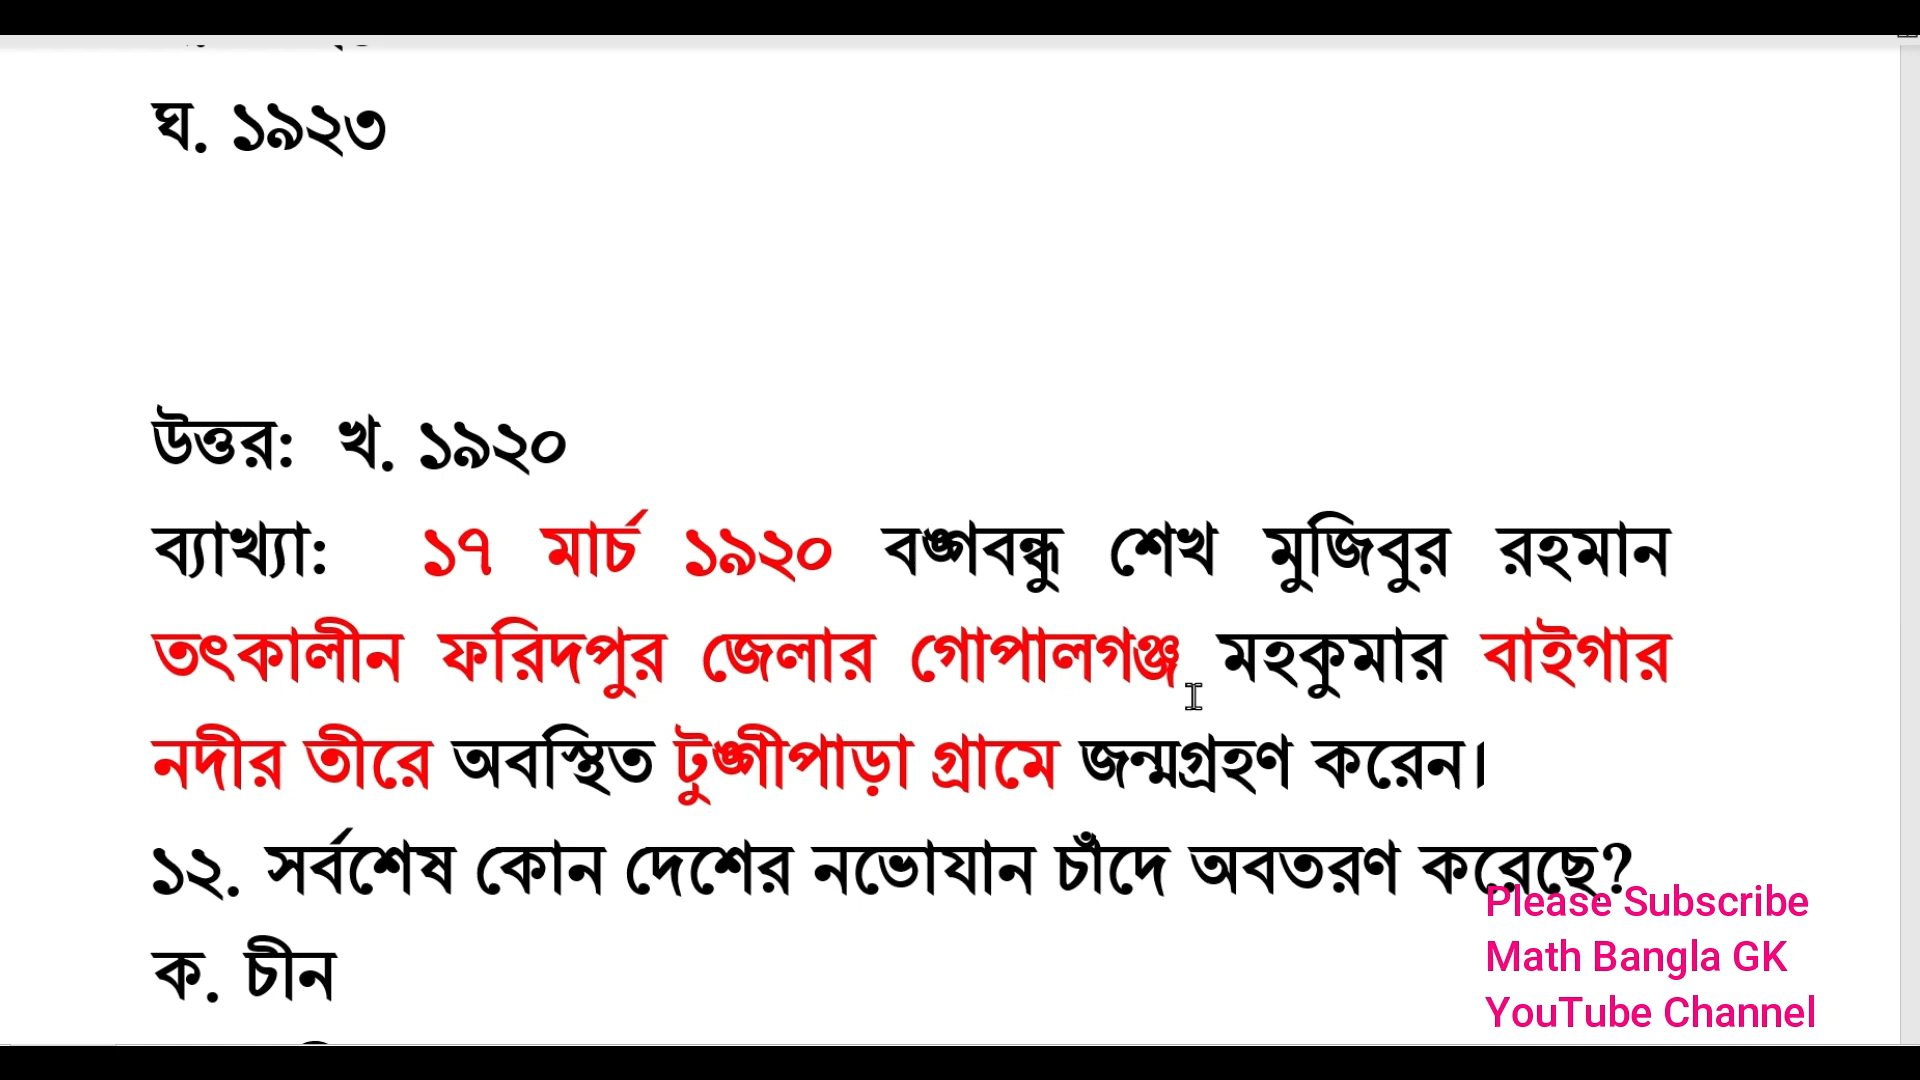 ঘ. ১৯২৩
উত্তর: খ. ১৯২০
ব্যাখ্যা: ১৭ মার্চ ১৯২০ বঙ্গবন্ধু শেখ মুজিবুর রহমান
তৎকালীন ফরিদপুর জেলার গোপালগঞ্জ মহকুমার বাইগার
নদীর তীরে অবস্থিত টুঙ্গীপাড়া গ্রামে জন্মগ্রহণ করেন।
১২. সর্বশেষ কোন দেশের নভোযান চাঁদে অবতরণ করেছে?
ক. চীন
Please Subscribe
Math Bangla GK
YouTube Channel